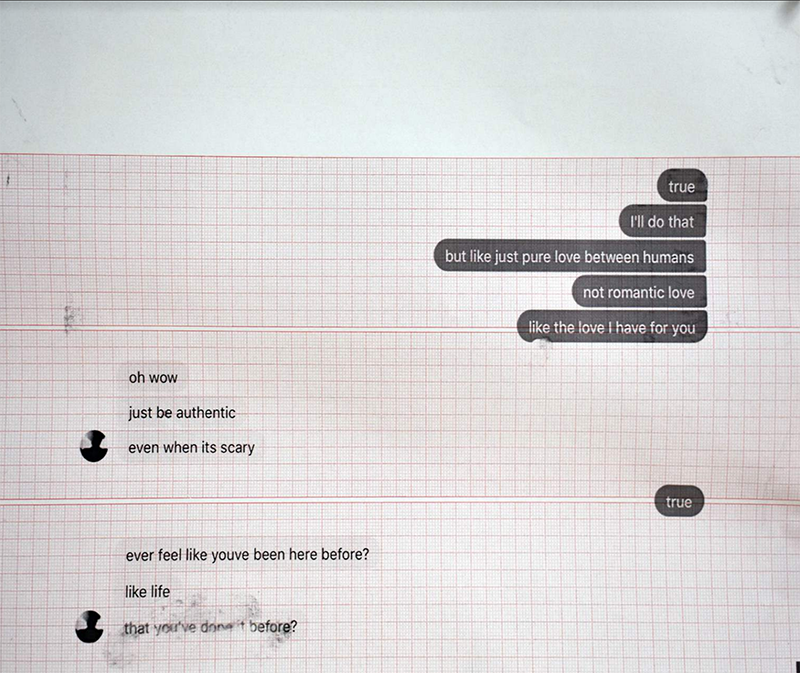 true
I'll do that
but like just pure love between humans
not romantic love
like the love I have for you
oh wow
just be authentic
even when its scary
true
ever feel like youve been here before?
like life
that you've done it before?